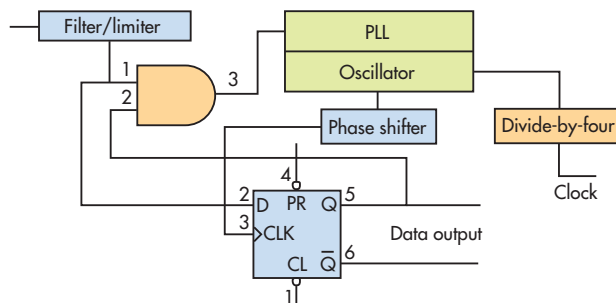 Filter/limiter
PLL
Oscillator
1
2
3
Phase shifter
Divide-by-four
Clock
4
2
D
PR
Q
5
3
CLK
Data output
CL
Q̅
6
1